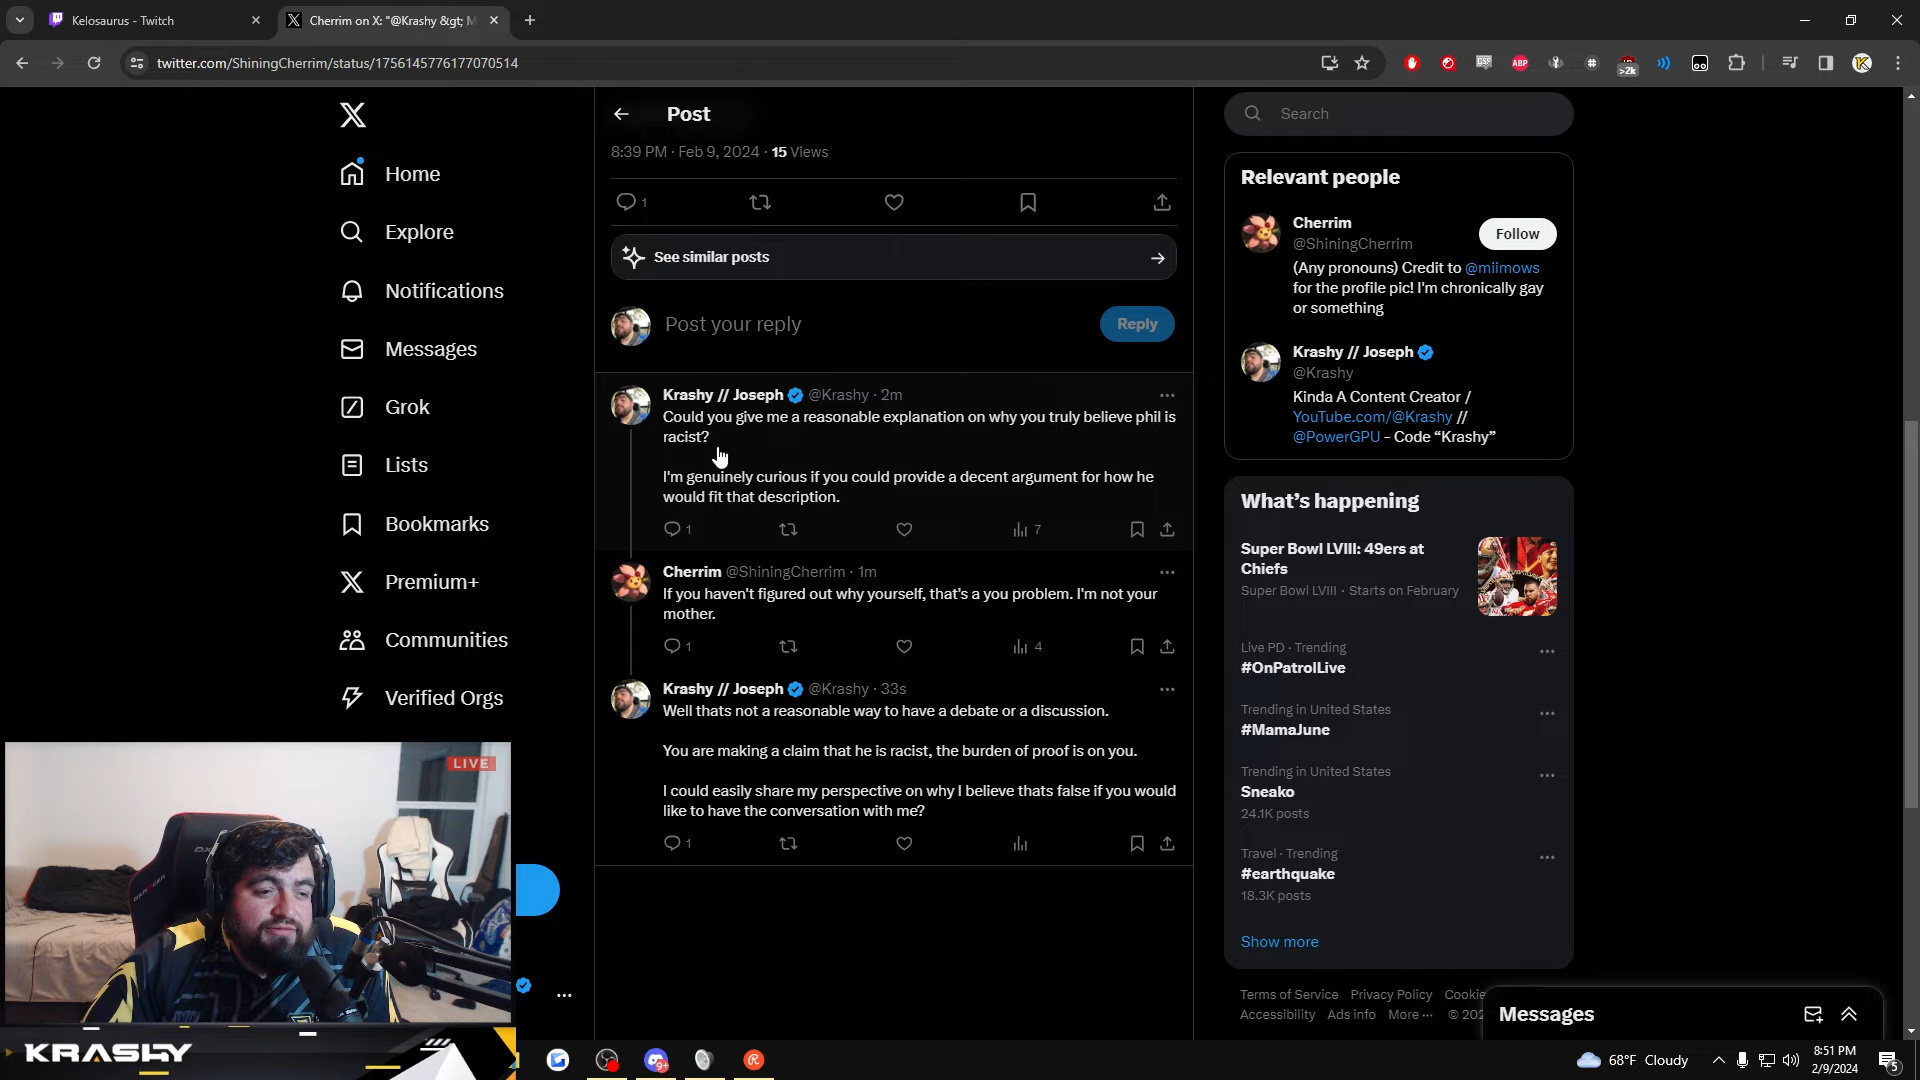 Kelosaurus - Twitch
Cherrim on X: "@Krashy &gt; M
twitter.com/ShiningCherrim/status/1756145776177070514
CSF
ABP
>2k
Home
Explore
Notifications
Messages
Grok
Lists
Bookmarks
Premium+
Communities
Verified Orgs
Post
8:39 PM · Feb 9, 2024 · 15 Views
1
See similar posts
Post your reply
Reply
Krashy // Joseph @Krashy · 2m
Could you give me a reasonable explanation on why you truly believe phil is
racist?
I'm genuinely curious if you could provide a decent argument for how he
would fit that description.
1
7
Cherrim @ShiningCherrim · 1m
If you haven't figured out why yourself, that's a you problem. I'm not your
mother.
1
4
Krashy // Joseph @Krashy · 33s
Well thats not a reasonable way to have a debate or a discussion.
You are making a claim that he is racist, the burden of proof is on you.
I could easily share my perspective on why I believe thats false if you would
like to have the conversation with me?
1
Search
Relevant people
Cherrim
@ShiningCherrim
Follow
(Any pronouns) Credit to @miimows
for the profile pic! I'm chronically gay
or something
Krashy // Joseph
@Krashy
Kinda A Content Creator /
YouTube.com/@Krashy //
@PowerGPU - Code “Krashy”
What’s happening
Super Bowl LVIII: 49ers at
Chiefs
Super Bowl LVIII · Starts on February
Live PD · Trending
#OnPatrolLive
Trending in United States
#MamaJune
Trending in United States
Sneako
24.1K posts
Travel · Trending
#earthquake
18.3K posts
Show more
Terms of Service Privacy Policy Cookie
Accessibility Ads info More ··· © 202
Messages
LIVE
KRASHY
9+
68°F Cloudy
8:51 PM
2/9/2024
5